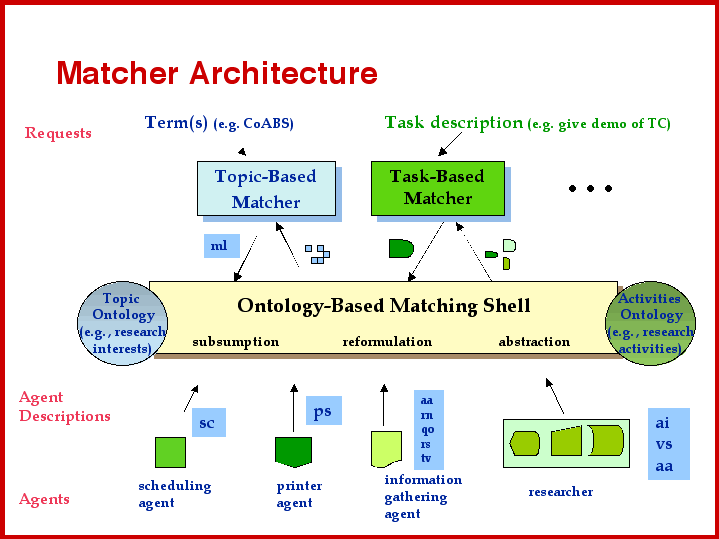 Matcher Architecture
Requests
Term(s) (e.g. CoABS)
Task description (e.g. give demo of TC)
Topic-Based
Matcher
Task-Based
Matcher
• • •
ml
Topic
Ontology
(e.g., research
interests)
Ontology-Based Matching Shell
subsumption
reformulation
abstraction
Activities
Ontology
(e.g., research
activities)
Agent
Descriptions
sc
ps
aa
rn
qo
rs
tv
ai
vs
aa
Agents
scheduling
agent
printer
agent
information
gathering
agent
researcher